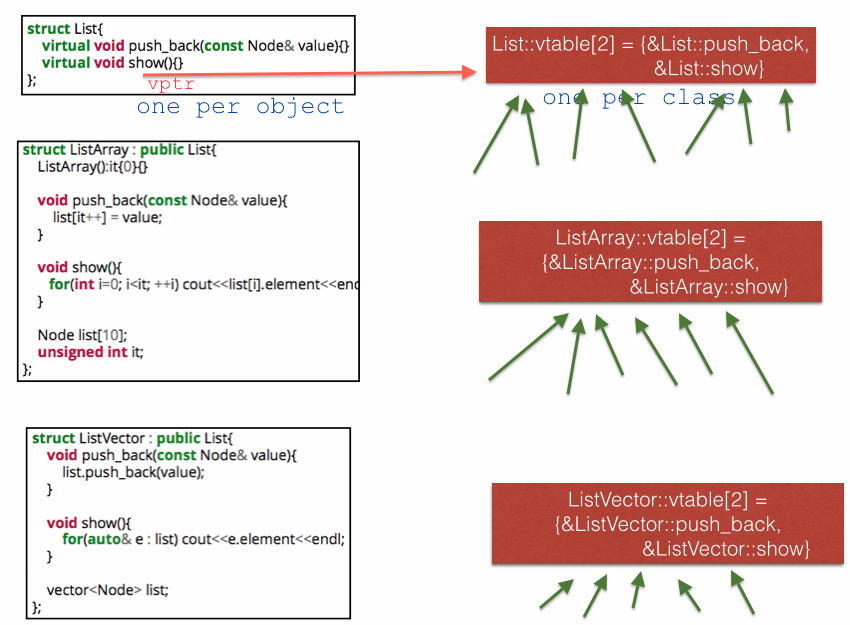 struct List{
virtual void push_back(const Node& value){}
virtual void show(){}
};
vptr
one per object
List::vtable[2] = {&List::push_back,
&List::show}
one per class
struct ListArray : public List{
ListArray():it{0}{}
void push_back(const Node& value){
list[it++] = value;
}
void show(){
for(int i=0; i<it; ++i) cout<<list[i].element<<end
}
Node list[10];
unsigned int it;
};
ListArray::vtable[2] =
{&ListArray::push_back,
&ListArray::show}
struct ListVector : public List{
void push_back(const Node& value){
list.push_back(value);
}
void show(){
for(auto& e : list) cout<<e.element<<endl;
}
vector<Node> list;
};
ListVector::vtable[2] =
{&ListVector::push_back,
&ListVector::show}